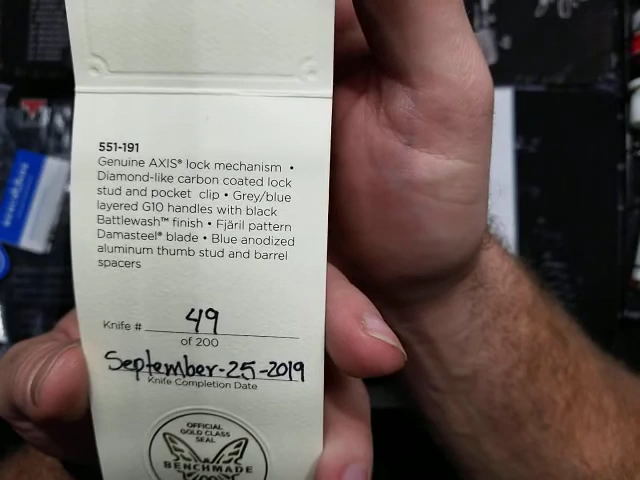 551-191
Genuine AXIS® lock mechanism •
Diamond-like carbon coated lock
stud and pocket clip • Grey/blue
layered G10 handles with black
Battlewash™ finish • Fjäril pattern
Damasteel® blade • Blue anodized
aluminum thumb stud and barrel
spacers
Knife # 49
of 200
September-25-2019
Knife Completion Date
OFFICIAL
GOLD CLASS
SEAL
BENCHMADE